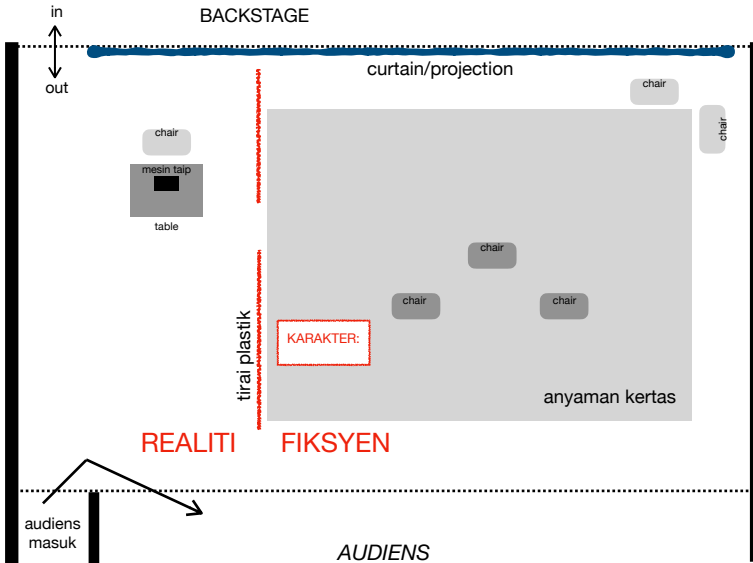 in
BACKSTAGE
out
curtain/projection
chair
chair
chair
mesin taip
table
chair
chair
chair
tirai plastik
KARAKTER:
anyaman kertas
REALITI
FIKSYEN
audiens
masuk
AUDIENS